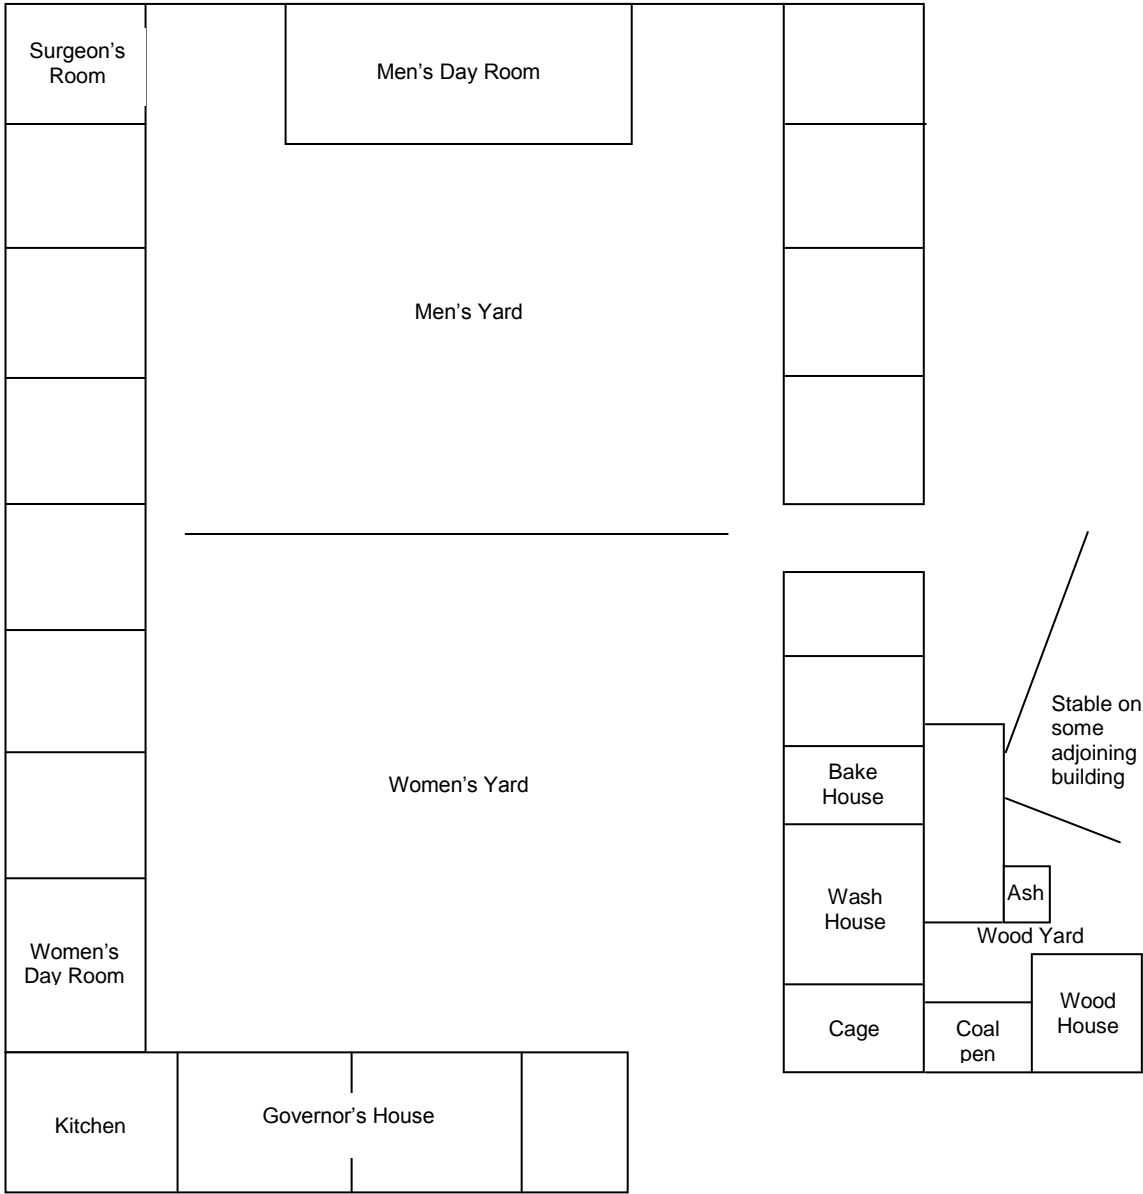 Surgeon's
Room
Men's Day Room
Men's Yard
Stable on
some
adjoining
building
Women's Yard
Bake
House
Wash
House
Ash
Wood Yard
Women's
Day Room
Wood
House
Cage
Coal
pen
Kitchen
Governor's House